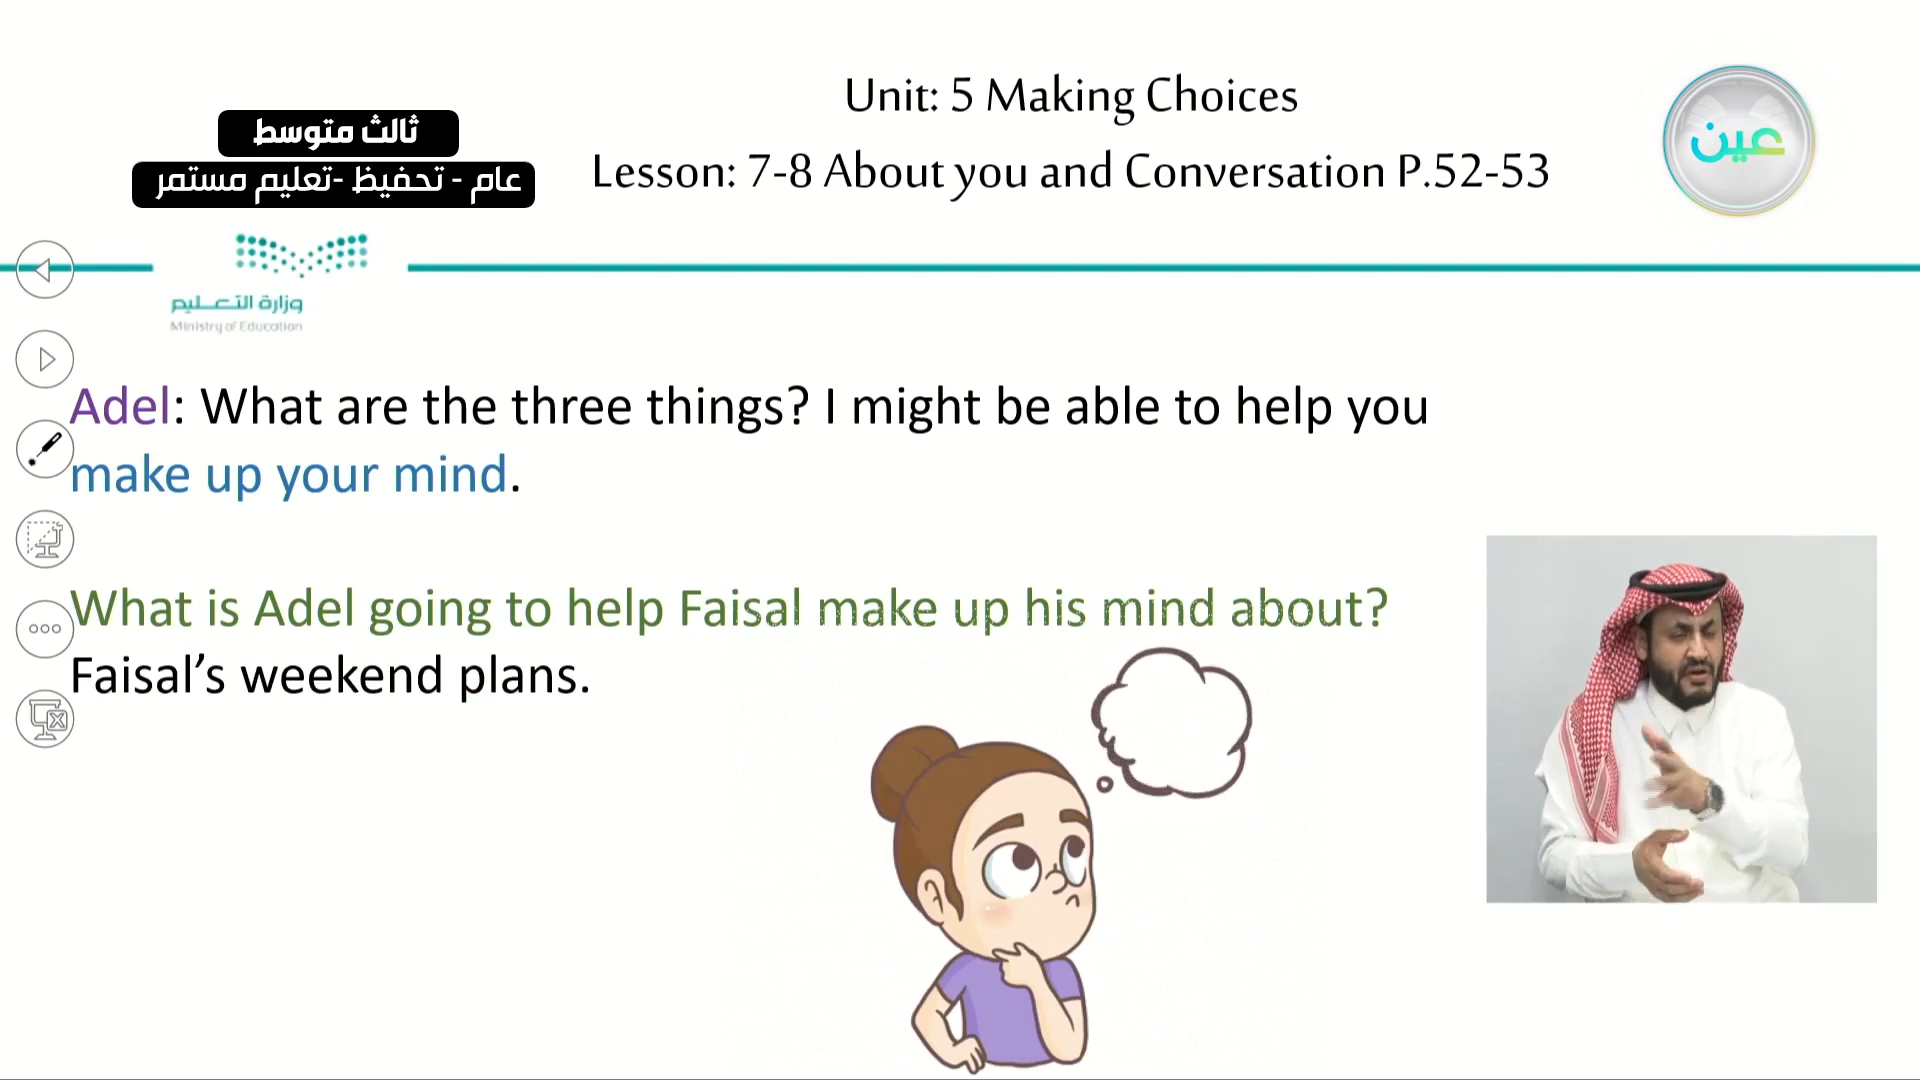 Unit: 5 Making Choices
ثالث متوسط
عام - تحفيظ -تعليم مستمر
Lesson: 7-8 About you and Conversation P.52-53
عين
وزارة التعليم
Ministry of Education
Adel: What are the three things? I might be able to help you
make up your mind.
What is Adel going to help Faisal make up his mind about?
Faisal’s weekend plans.